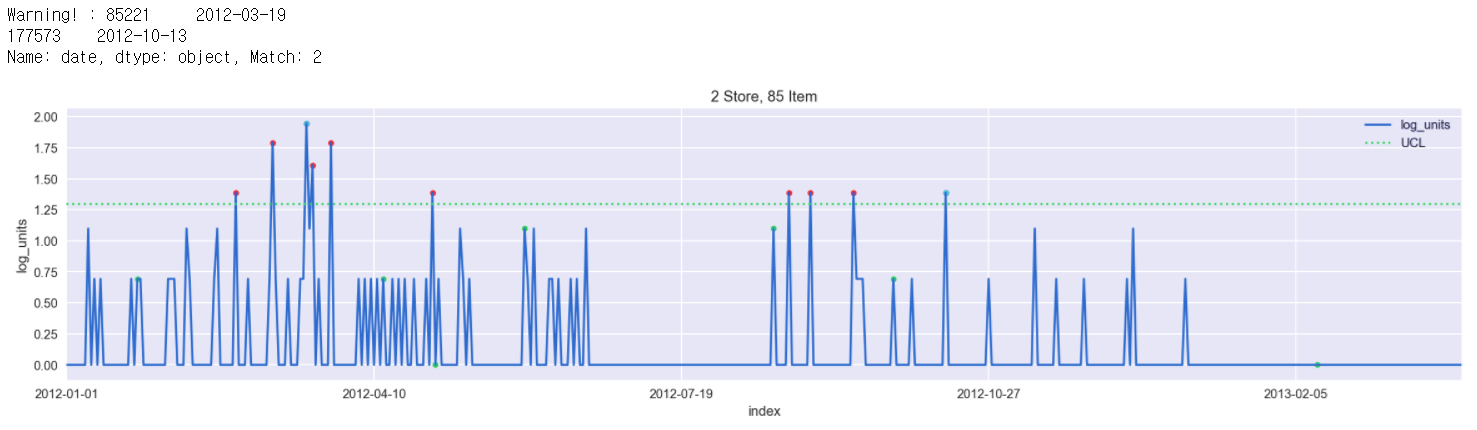 Warning! : 85221     2012-03-19
177573    2012-10-13
Name: date, dtype: object, Match: 2
2 Store, 85 Item
log_units
UCL
2.00
1.75
1.50
1.25
1.00
0.75
0.50
0.25
0.00
log_units
2012-01-01
2012-04-10
2012-07-19
2012-10-27
2013-02-05
index